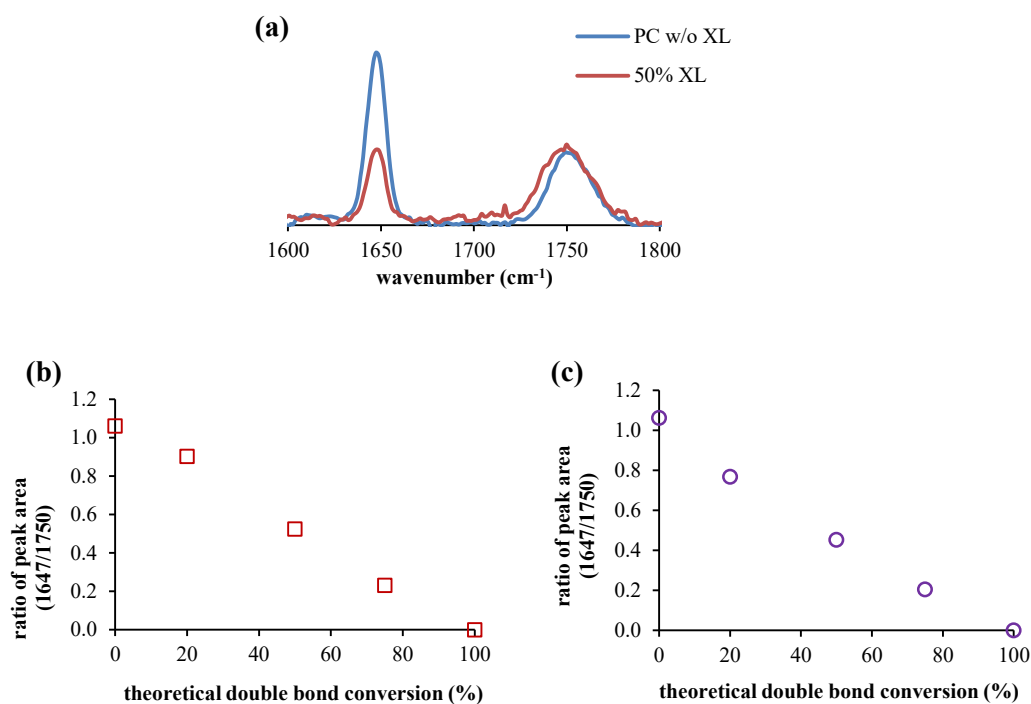 (a)
PC w/o XL
50% XL
1600 1650 1700 1750 1800
wavenumber (cm-1)
(b)
1.2
1.0
0.8
0.6
0.4
0.2
0.0
0 20 40 60 80 100
ratio of peak area
(1647/1750)
theoretical double bond conversion (%)
(c)
1.2
1.0
0.8
0.6
0.4
0.2
0.0
0 20 40 60 80 100
ratio of peak area
(1647/1750)
theoretical double bond conversion (%)